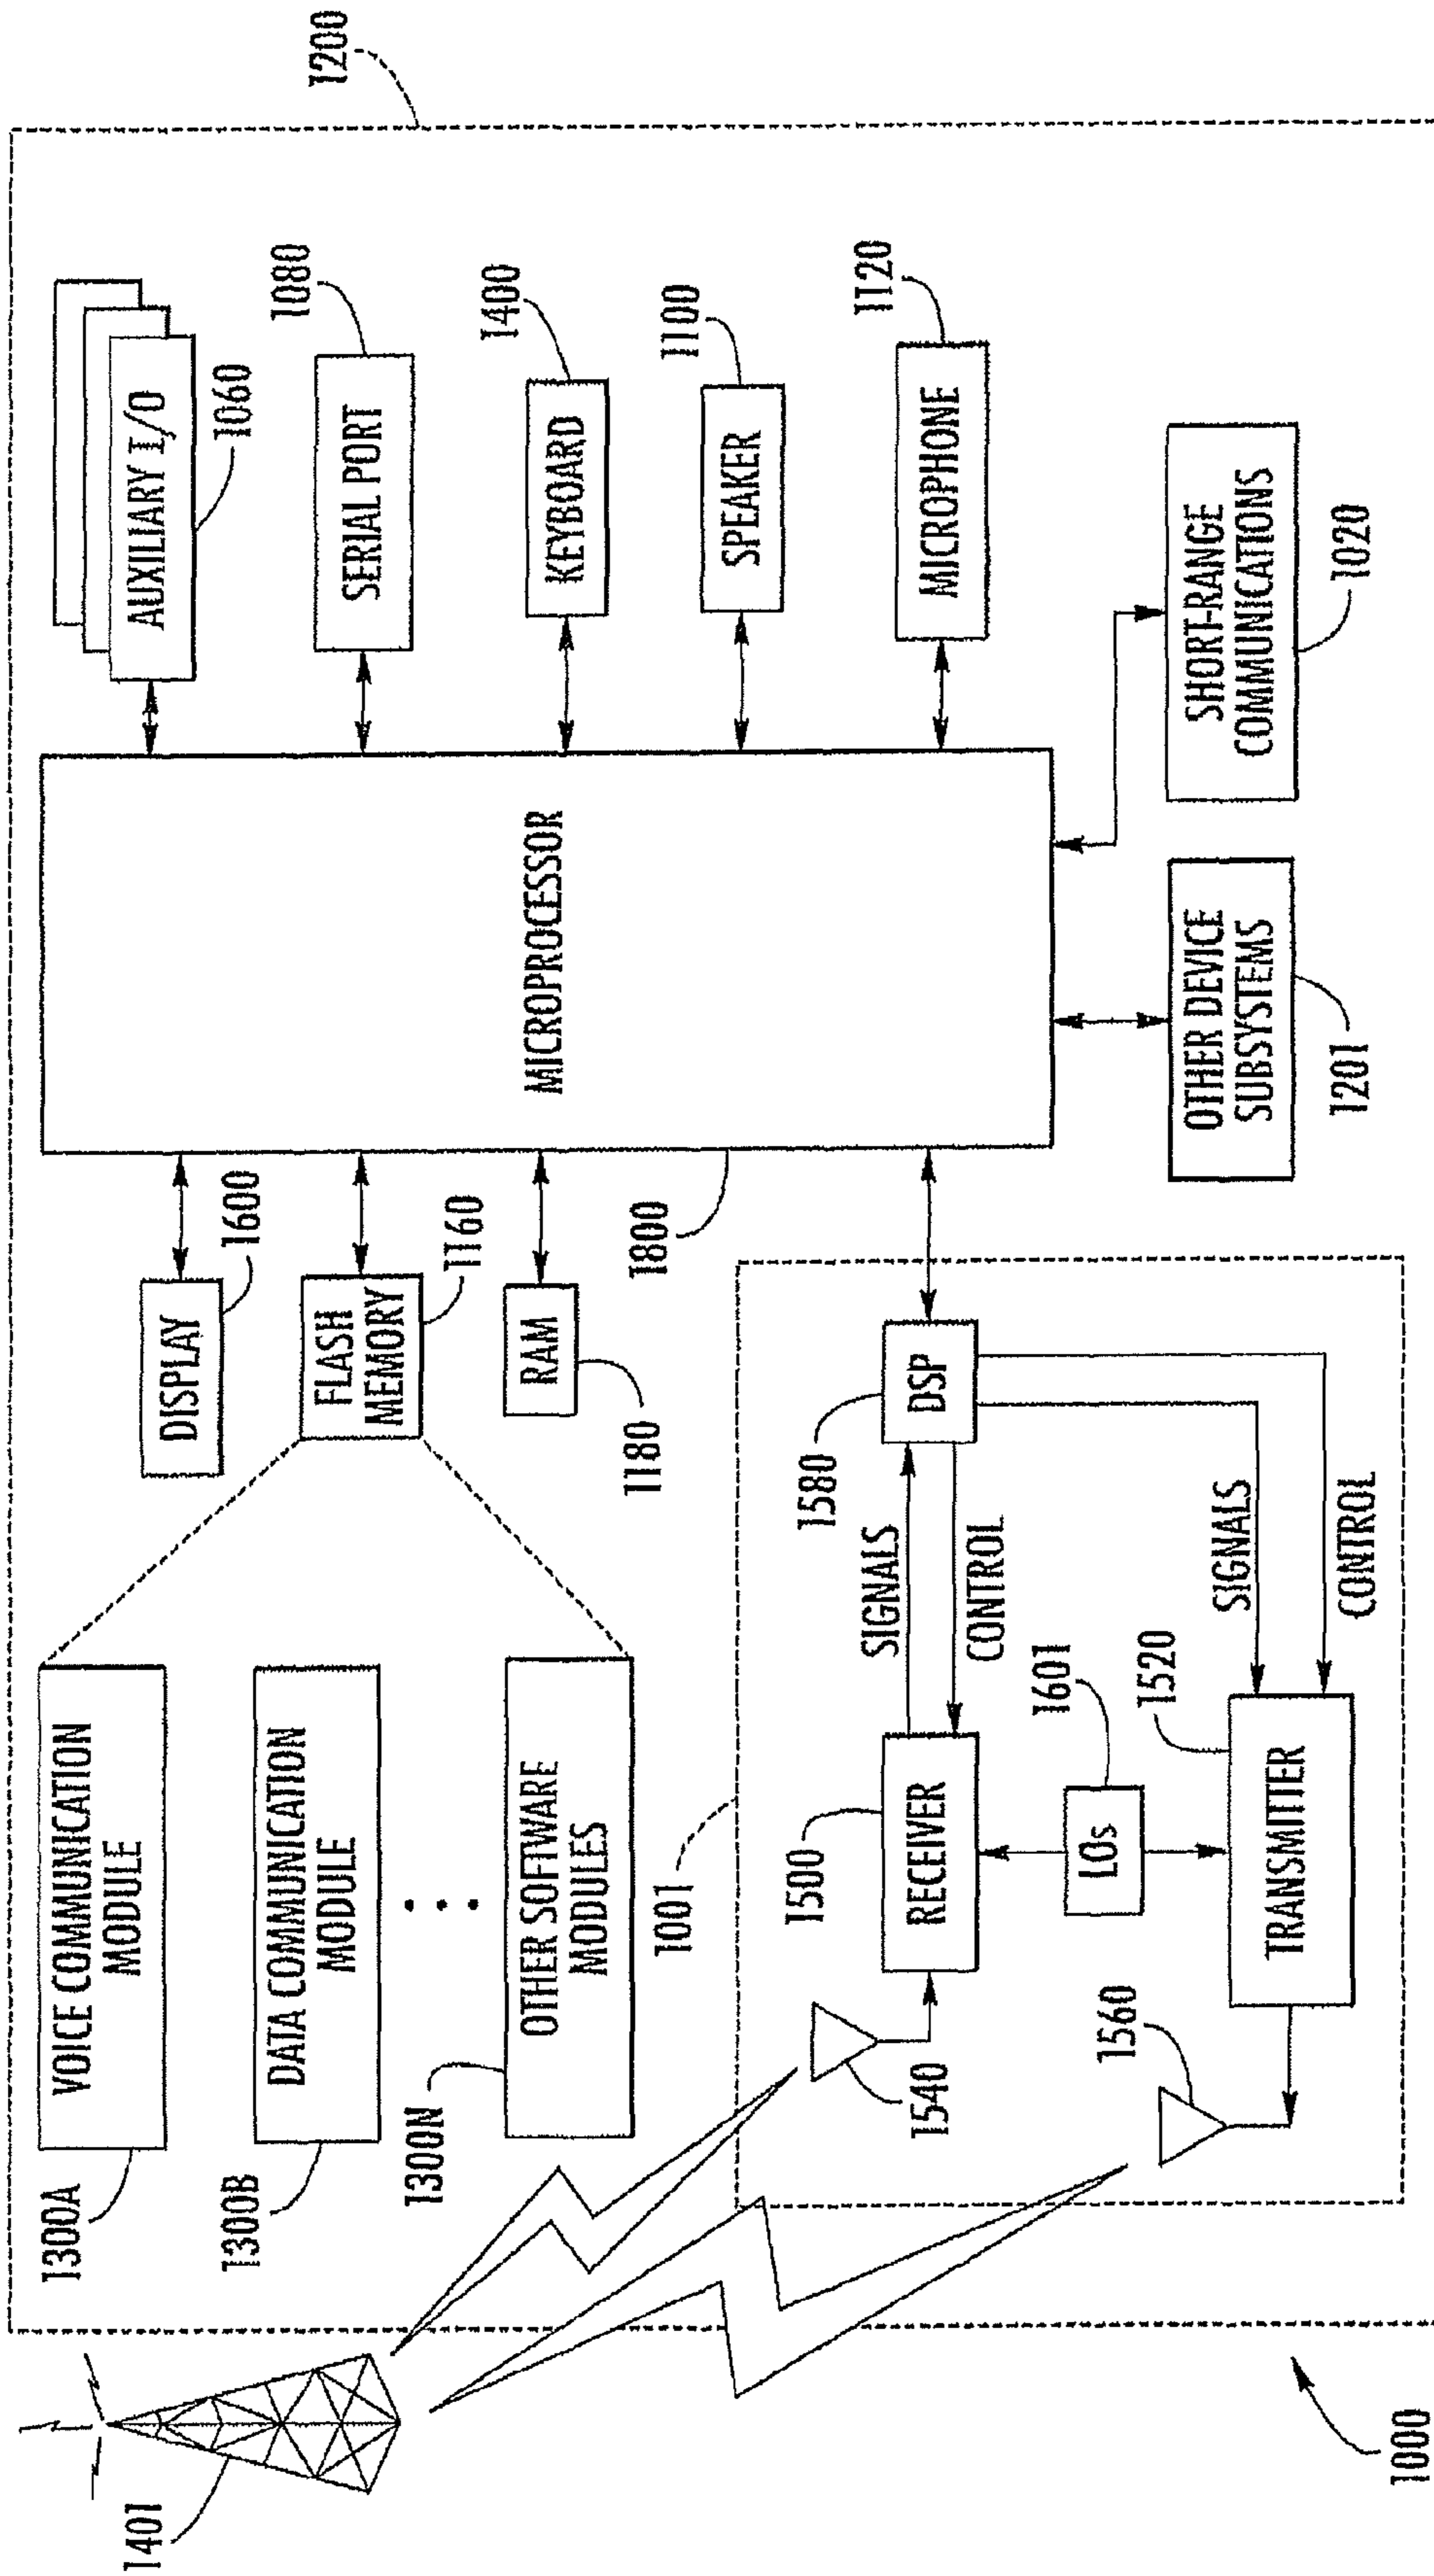 1200
AUXILIARY I/O
1060
SERIAL PORT
1080
KEYBOARD
1400
SPEAKER
1100
MICROPHONE
1120
SHORT-RANGE
COMMUNICATIONS
1020
OTHER DEVICE
SUBSYSTEMS
1201
MICROPROCESSOR
1800
DISPLAY
1600
FLASH
MEMORY
1160
RAM
1180
VOICE COMMUNICATION
MODULE
1300A
DATA COMMUNICATION
MODULE
1300B
OTHER SOFTWARE
MODULES
1300N
1001
DSP
1580
SIGNALS
CONTROL
RECEIVER
1500
LOs
1601
SIGNALS
CONTROL
TRANSMITTER
1520
1540
1560
1401
1000